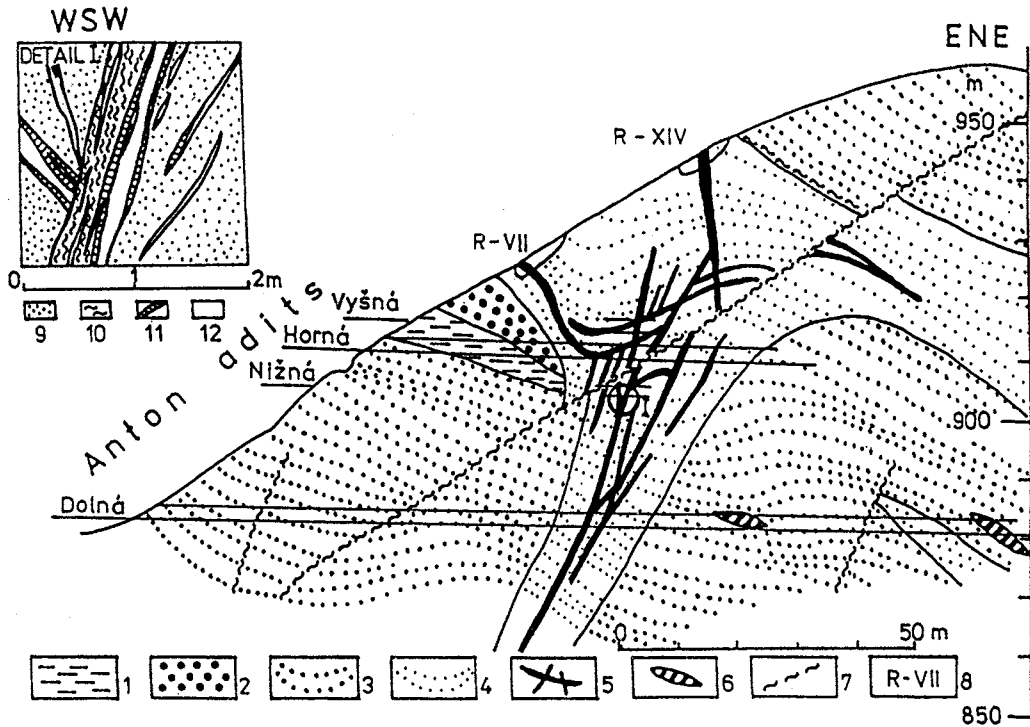 WSW
ENE
DETAIL I.
m
950
R-XIV
R-VII
0 1 2m
9 10 11 12
Vyšná
Horná
Nižná
Anton adits
I
900
Dolná
0 50 m
1 2 3 4 5 6 7 R-VII 8
850